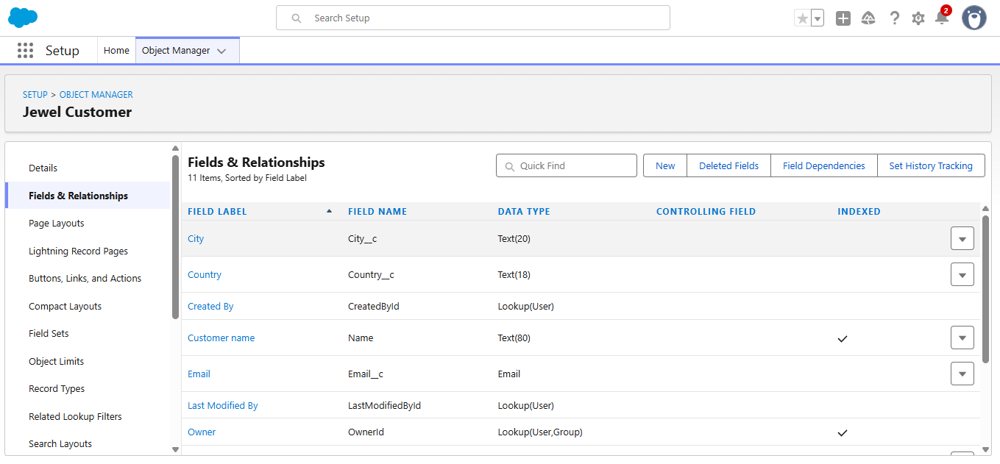 Search Setup
2
Setup
Home
Object Manager
SETUP > OBJECT MANAGER
Jewel Customer
Details
Fields & Relationships
Page Layouts
Lightning Record Pages
Buttons, Links, and Actions
Compact Layouts
Field Sets
Object Limits
Record Types
Related Lookup Filters
Search Layouts
Fields & Relationships
11 Items, Sorted by Field Label
Quick Find
New
Deleted Fields
Field Dependencies
Set History Tracking
FIELD LABEL FIELD NAME DATA TYPE CONTROLLING FIELD INDEXED
City City__c Text(20)
Country Country__c Text(18)
Created By CreatedById Lookup(User)
Customer name Name Text(80)
Email Email__c Email
Last Modified By LastModifiedById Lookup(User)
Owner OwnerId Lookup(User,Group)